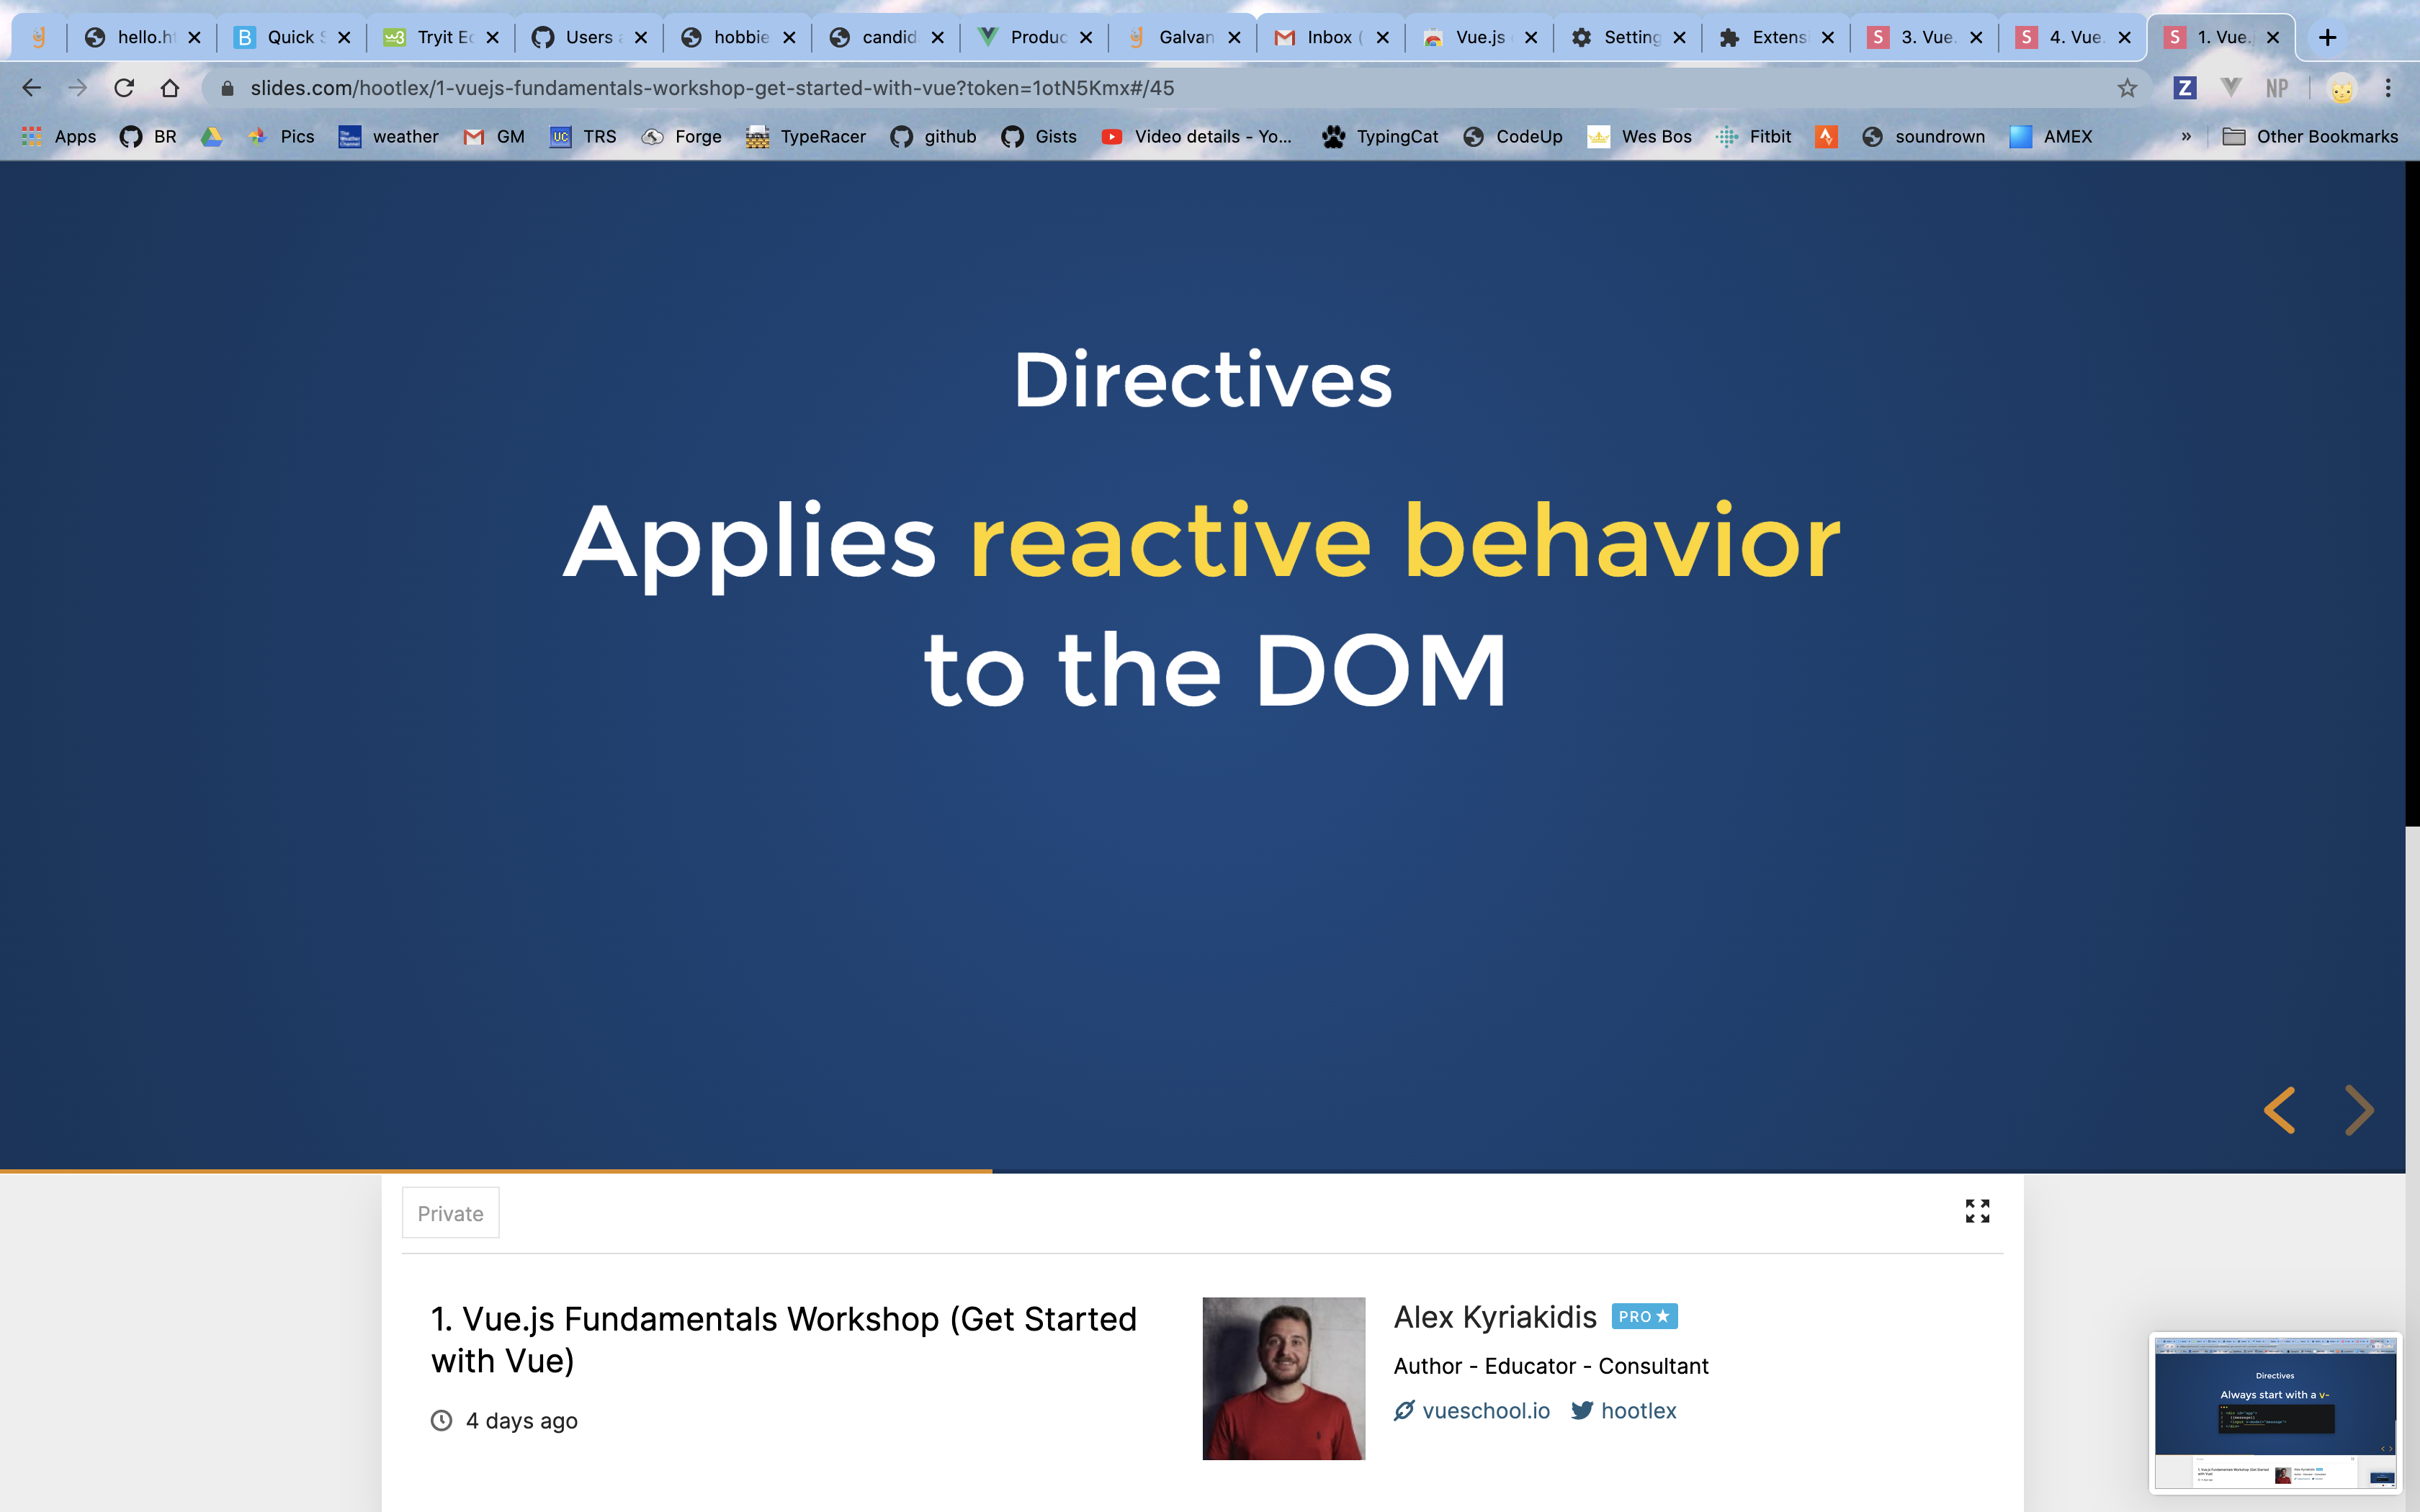 hello.h
Quick
Tryit
Users
hobbie
candid
Produc
Galvan
Inbox (
Vue.js
Setting
Extens
3. Vue.
4. Vue.
1. Vue.
slides.com/hootlex/1-vuejs-fundamentals-workshop-get-started-with-vue?token=1otN5Kmx#/45
NP
Apps BR Pics weather GM TRS Forge TypeRacer github Gists Video details - Yo... TypingCat CodeUp Wes Bos Fitbit soundrown AMEX » Other Bookmarks
Directives
Applies reactive behavior
to the DOM
Private
1. Vue.js Fundamentals Workshop (Get Started
with Vue)
4 days ago
Alex Kyriakidis PRO
Author - Educator - Consultant
vueschool.io hootlex
Directives
Always start with a v-